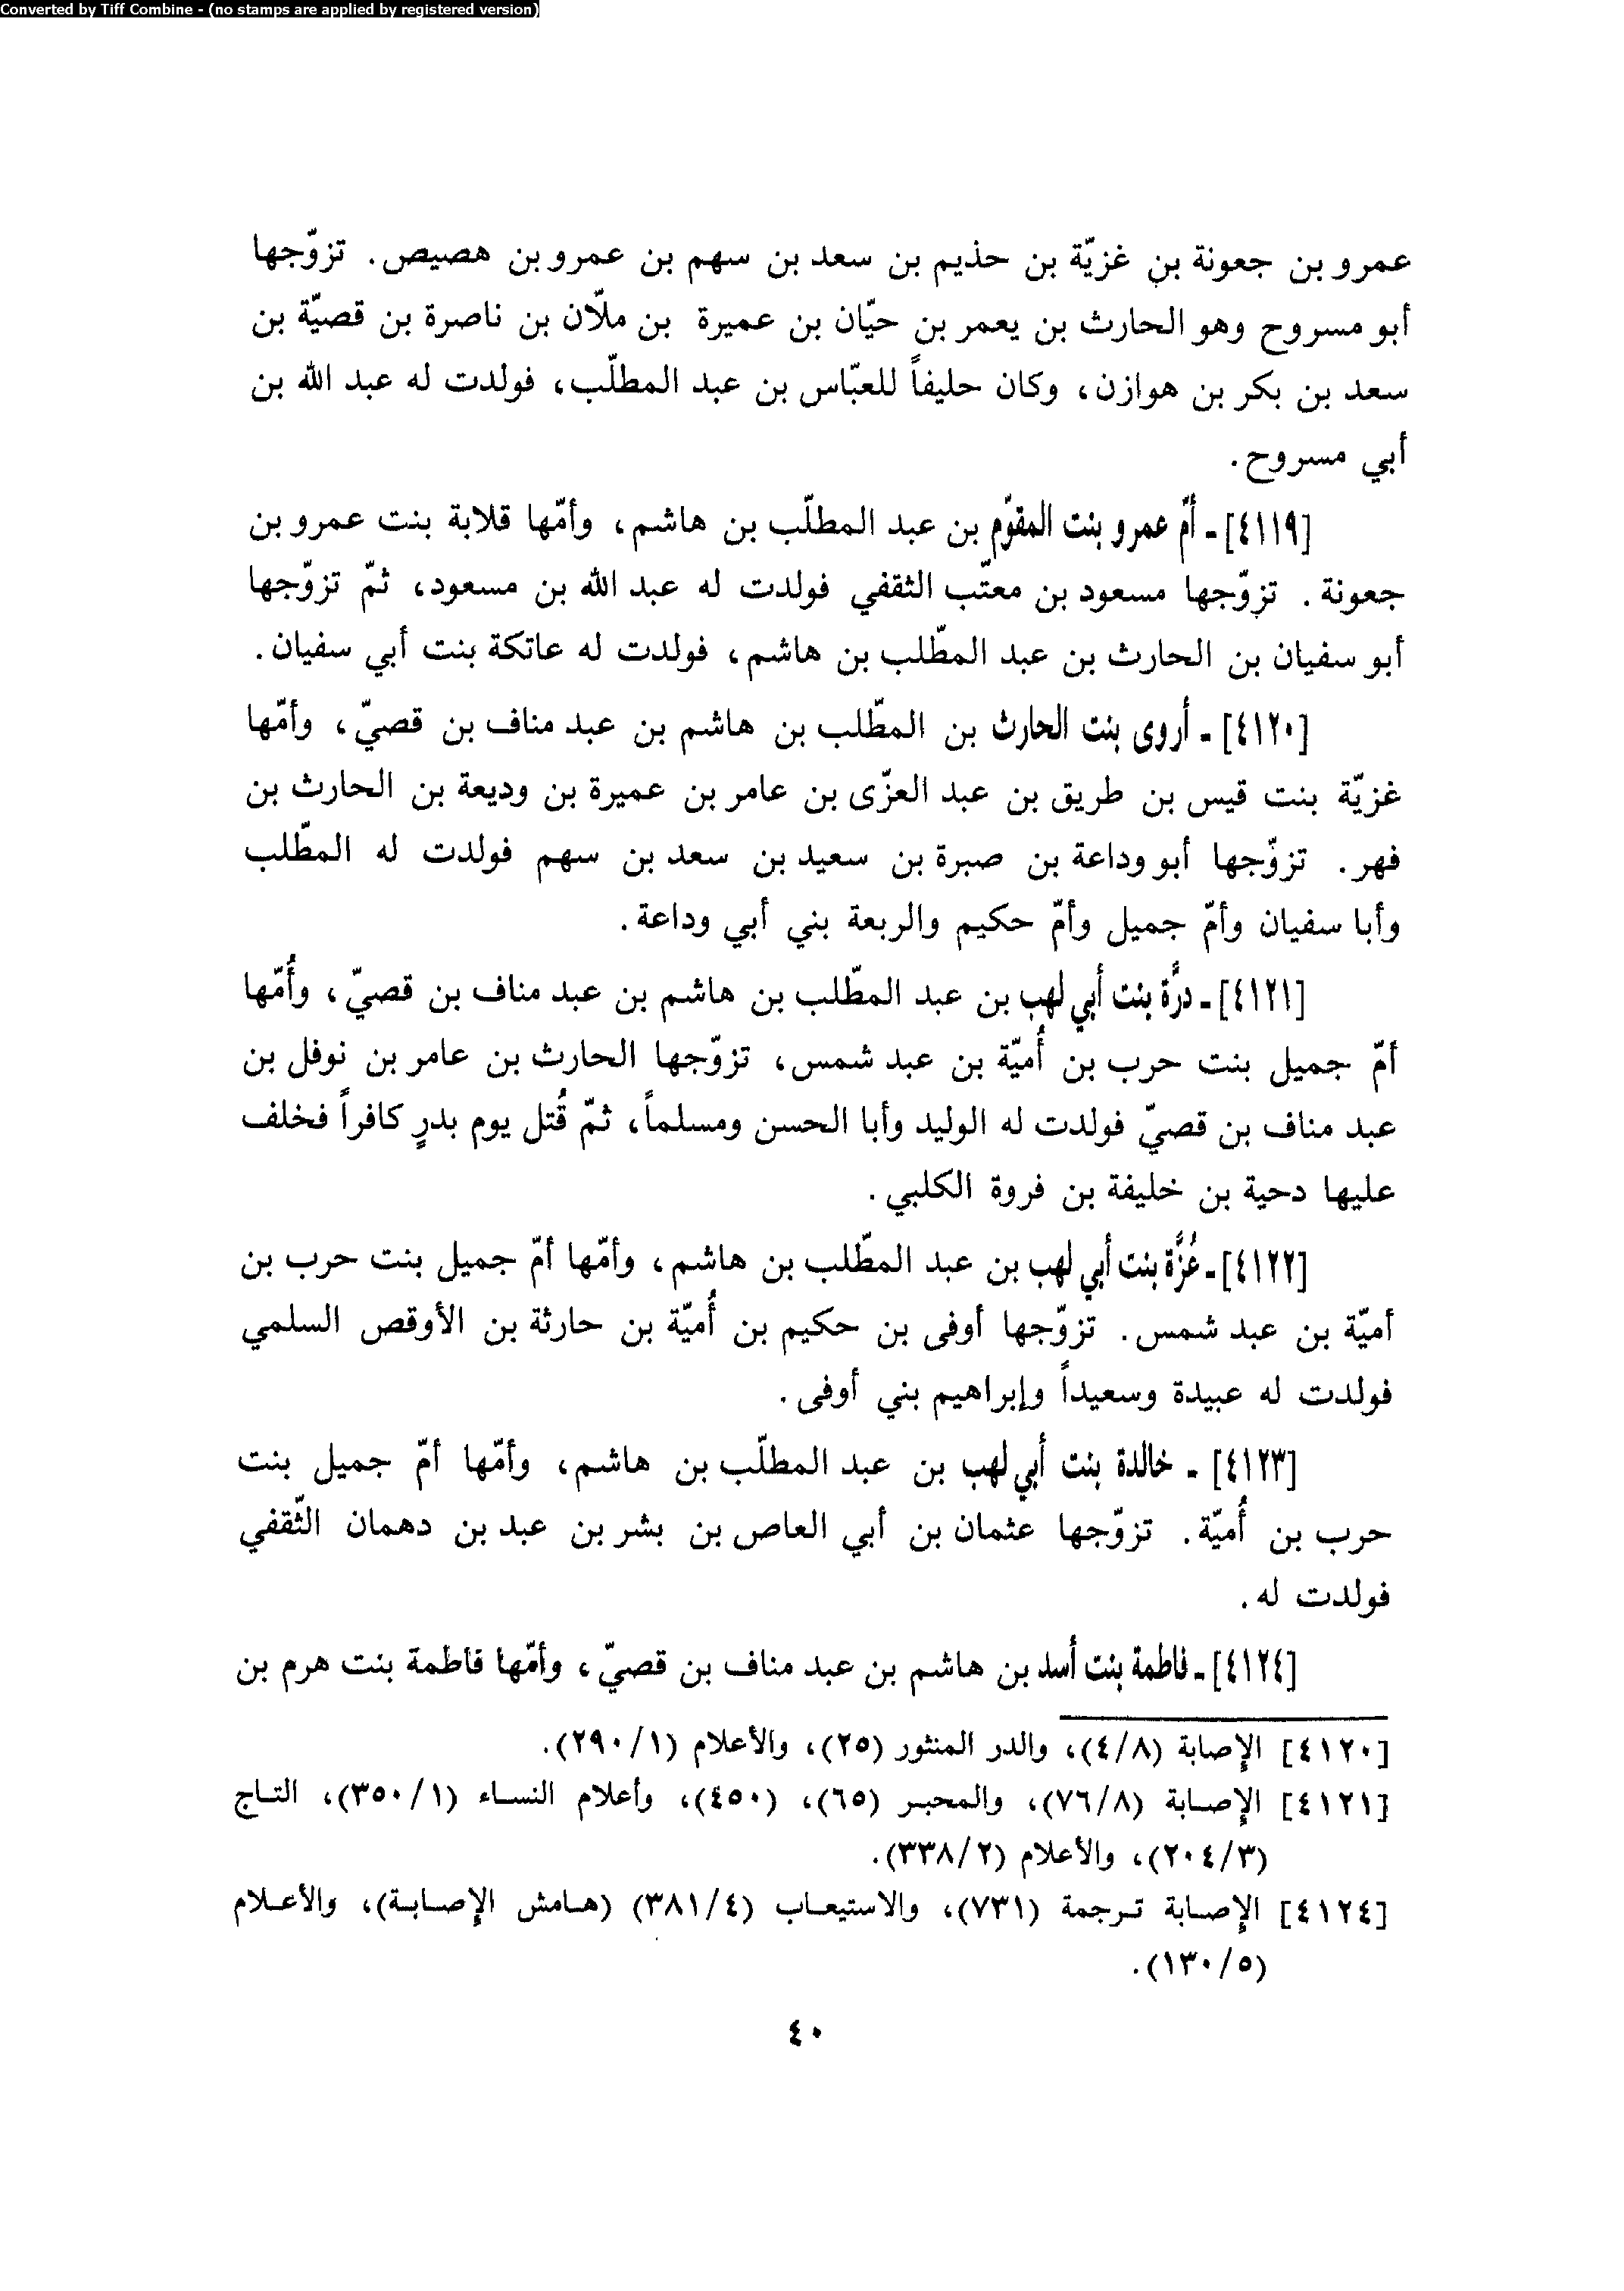 Converted by Tiff Combine - (no stamps are applied by registered version)
عمرو بن جعونة بن غزيّة بن حذيم بن سعد بن سهم بن عمرو بن هصيص. تزوّجها
أبو مسروح وهو الحارث بن يعمر بن حيّان بن عميرة بن ملّان بن ناصرة بن قصيّة بن
سعد بن بكر بن هوازن، وكان حليفاً للعبّاس بن عبد المطلّب، فولدت له عبد الله بن
أبي مسروح.
[٤١١٩] ـ أمّ عمرو بنت المقوّم بن عبد المطلّب بن هاشم، وأمّها قلابة بنت عمرو بن
جعونة. تزوّجها مسعود بن معتّب الثقفي فولدت له عبد الله بن مسعود، ثمّ تزوّجها
أبو سفيان بن الحارث بن عبد المطّلب بن هاشم، فولدت له عاتكة بنت أبي سفيان.
[٤١٢٠] ـ أروى بنت الحارث بن المطّلب بن هاشم بن عبد مناف بن قصيّ، وأمّها
غزيّة بنت قيس بن طريق بن عبد العزّى بن عامر بن عميرة بن وديعة بن الحارث بن
فهر. تزوّجها أبو وداعة بن صبرة بن سعيد بن سعد بن سهم فولدت له المطّلب
وأبا سفيان وأمّ جميل وأمّ حكيم والربعة بني أبي وداعة.
[٤١٢١] ـ درّة بنت أبي لهب بن عبد المطّلب بن هاشم بن عبد مناف بن قصيّ، وأُمّها
أمّ جميل بنت حرب بن أُميّة بن عبد شمس، تزوّجها الحارث بن عامر بن نوفل بن
عبد مناف بن قصيّ فولدت له الوليد وأبا الحسن ومسلماً، ثمّ قُتل يوم بدرٍ كافراً فخلف
عليها دحية بن خليفة بن فروة الكلبي.
[٤١٢٢] ـ عُزّة بنت أبي لهب بن عبد المطّلب بن هاشم، وأمّها أمّ جميل بنت حرب بن
أميّة بن عبد شمس. تزوّجها أوفى بن حكيم بن أُميّة بن حارثة بن الأوقص السلمي
فولدت له عبيدة وسعيداً وإبراهيم بني أوفى.
[٤١٢٣] ـ خالدة بنت أبي لهب بن عبد المطلّب بن هاشم، وأمّها أمّ جميل بنت
حرب بن أُميّة. تزوّجها عثمان بن أبي العاص بن بشر بن عبد بن دهمان الثّقفي
فولدت له.
[٤١٢٤] ـ فاطمة بنت أسد بن هاشم بن عبد مناف بن قصيّ، وأمّها فاطمة بنت هرم بن
[٤١٢٠] الإصابة (٤/٨)، والدر المنثور (٢٥)، والأعلام (٢٩٠/١).
[٤١٢١] الإصابة (٧٦/٨)، والمحبر (٦٥)، (٤٥٠)، وأعلام النساء (٣٥٠/١)، التاج
(٢٠٤/٣)، والأعلام (٣٣٨/٢).
[٤١٢٤] الإصابة ترجمة (٧٣١)، والاستيعاب (٣٨١/٤) (هامش الإصابة)، والأعلام
(١٣٠/٥).
٤٠